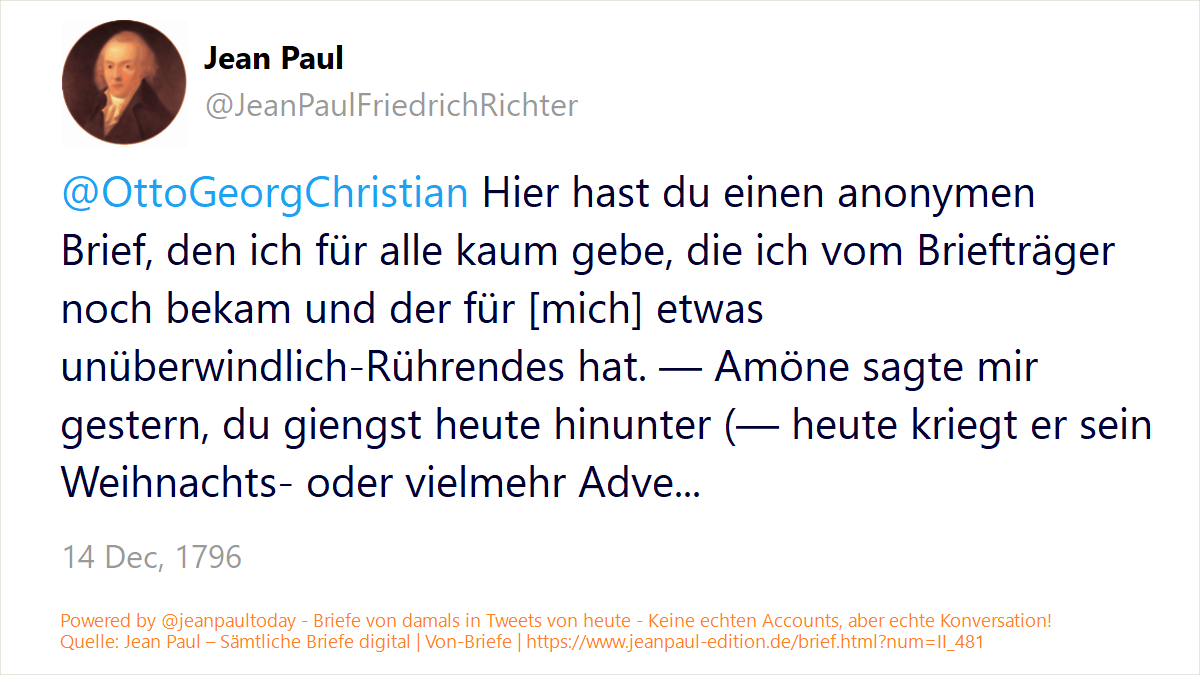 Jean Paul
@JeanPaulFriedrichRichter
@OttoGeorgChristian Hier hast du einen anonymen
Brief, den ich für alle kaum gebe, die ich vom Briefträger
noch bekam und der für [mich] etwas
unüberwindlich-Rührendes hat. — Amöne sagte mir
gestern, du giengst heute hinunter (— heute kriegt er sein
Weihnachts- oder vielmehr Adve...
14 Dec, 1796
Powered by @jeanpaultoday - Briefe von damals in Tweets von heute - Keine echten Accounts, aber echte Konversation!
Quelle: Jean Paul – Sämtliche Briefe digital | Von-Briefe | https://www.jeanpaul-edition.de/brief.html?num=II_481